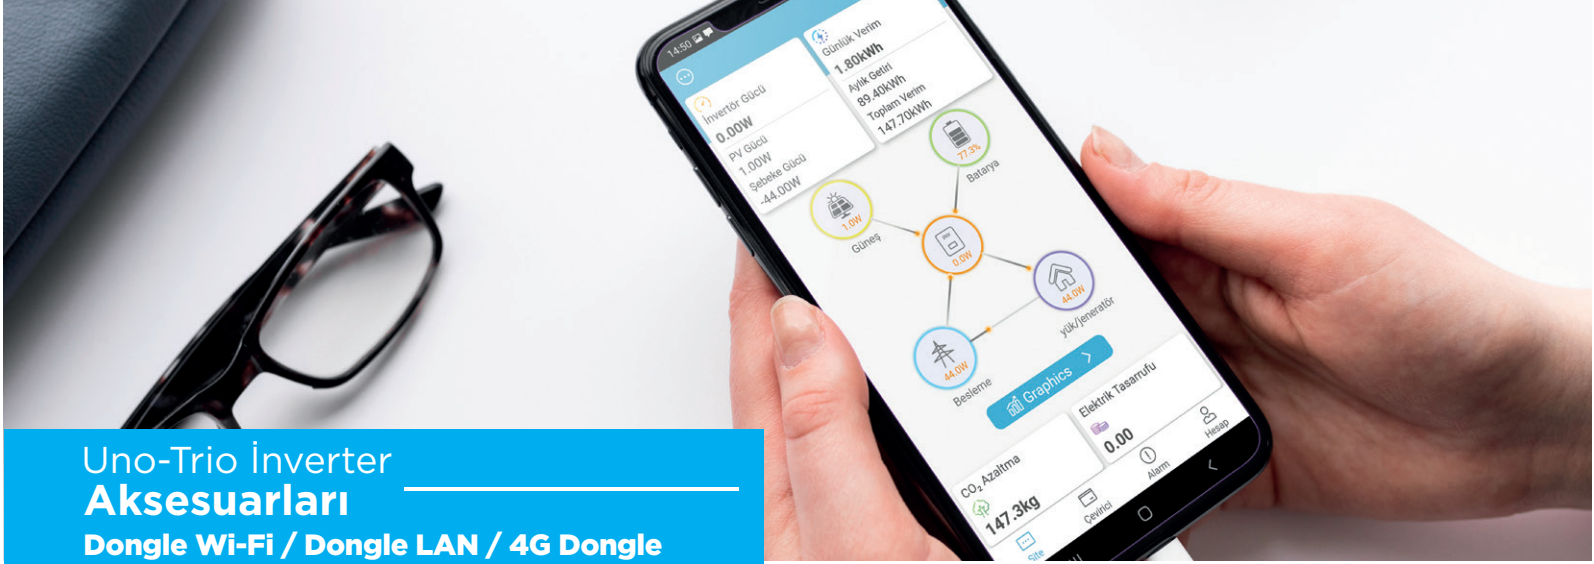 14:50
İnvertör Gücü
0.00W
PV Gücü
1.00W
Şebeke Gücü
-44.00W
Günlük Verim
1.80kWh
Aylık Getiri
89.40kWh
Toplam Verim
147.70kWh
77.3%
Batarya
1.0W
Güneş
0.0W
44.0W
yük/jeneratör
44.0W
Besleme
Graphics
CO₂ Azaltma
147.3kg
Elektrik Tasarrufu
0.00
Site
Çevirici
Alarm
Hesap
Uno-Trio İnverter
Aksesuarları
Dongle Wi-Fi / Dongle LAN / 4G Dongle